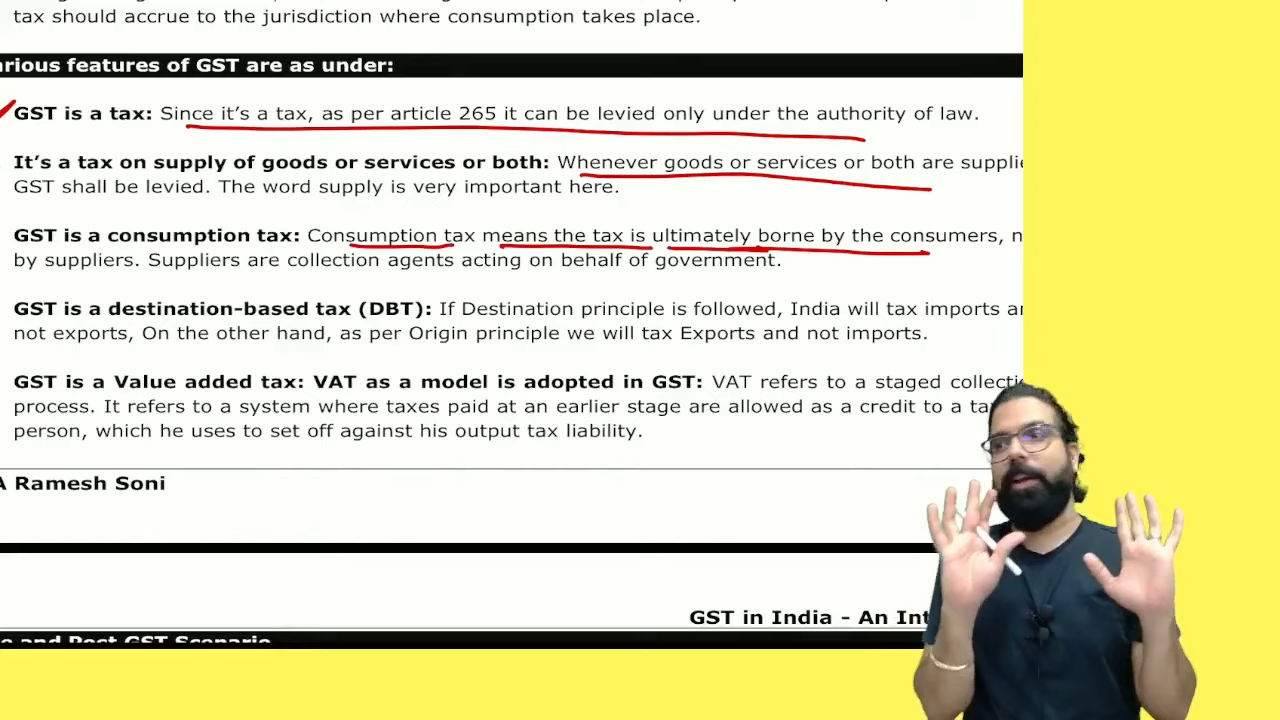 tax should accrue to the jurisdiction where consumption takes place.
arious features of GST are as under:
GST is a tax: Since it's a tax, as per article 265 it can be levied only under the authority of law.
It's a tax on supply of goods or services or both: Whenever goods or services or both are supplie
GST shall be levied. The word supply is very important here.
GST is a consumption tax: Consumption tax means the tax is ultimately borne by the consumers, n
by suppliers. Suppliers are collection agents acting on behalf of government.
GST is a destination-based tax (DBT): If Destination principle is followed, India will tax imports a
not exports, On the other hand, as per Origin principle we will tax Exports and not imports.
GST is a Value added tax: VAT as a model is adopted in GST: VAT refers to a staged collecti
process. It refers to a system where taxes paid at an earlier stage are allowed as a credit to a ta
person, which he uses to set off against his output tax liability.
A Ramesh Soni
GST in India - An Int
e and Post GST Scenario